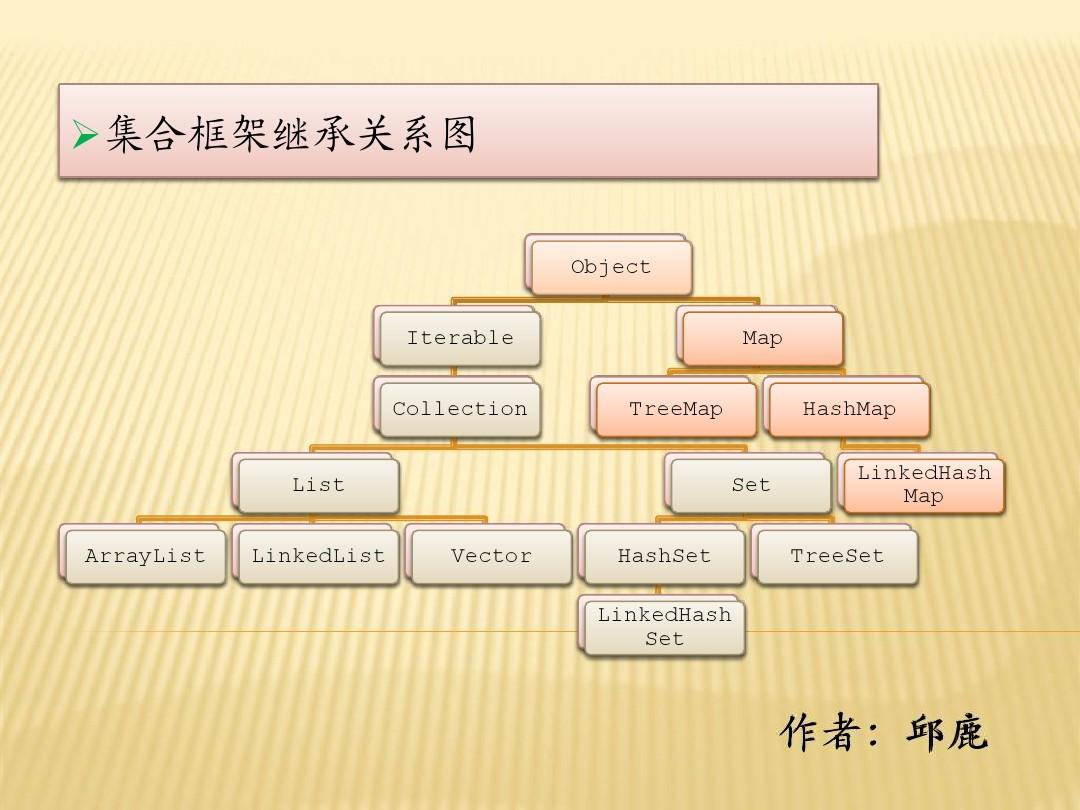 集合框架继承关系图
Object
Iterable
Map
Collection
TreeMap
HashMap
List
Set
LinkedHash
Map
ArrayList
LinkedList
Vector
HashSet
TreeSet
LinkedHash
Set
作者：邱鹿